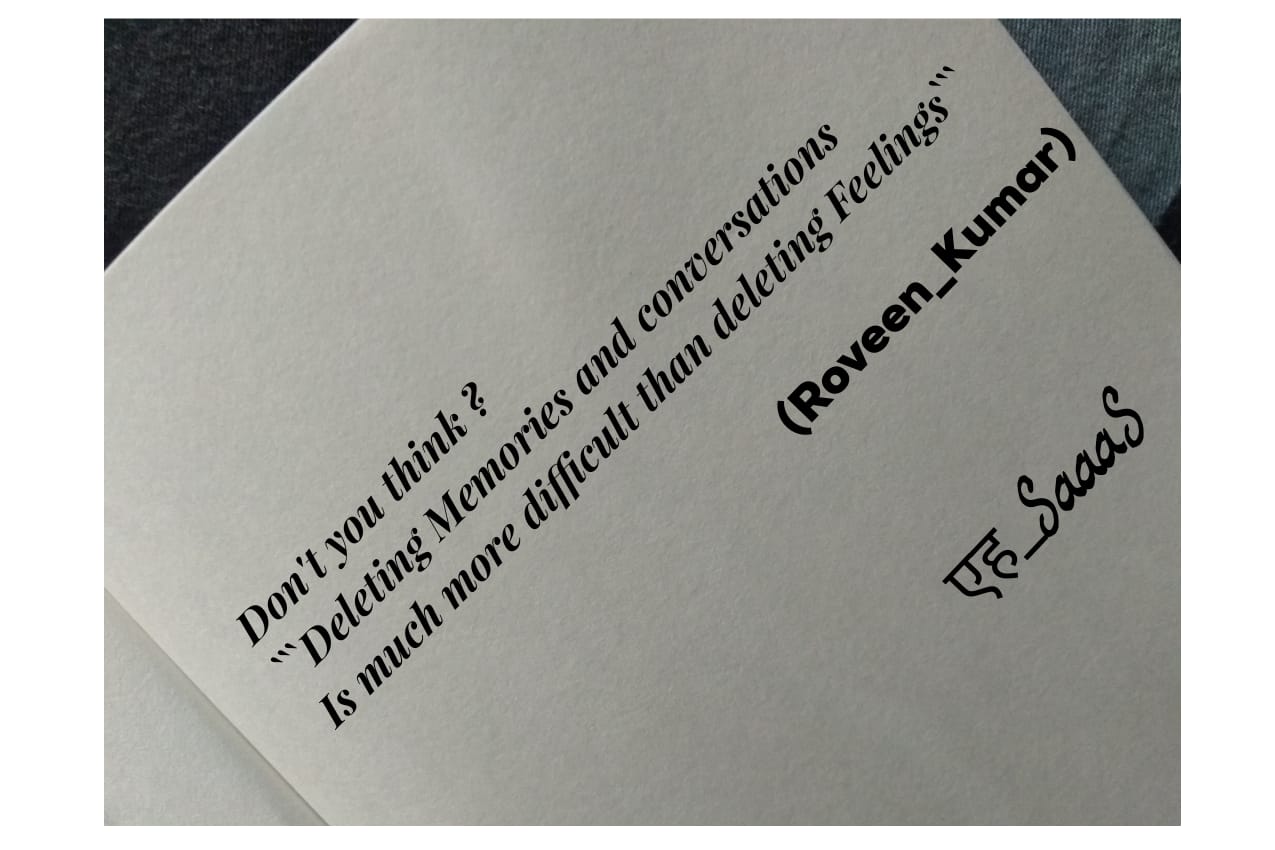 Don't you think ?
```Deleting Memories and conversations
Is much more difficult than deleting Feelings```
(Roveen_Kumar)
एह_Saaas